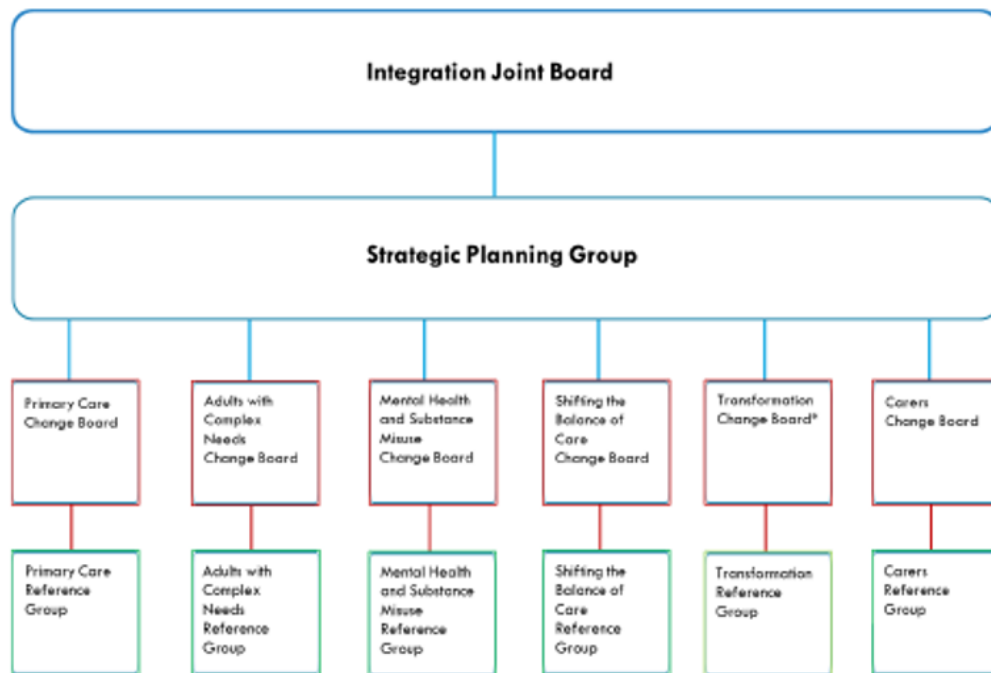 Integration Joint Board
Strategic Planning Group
Primary Care
Change Board
Adults with
Complex
Needs
Change Board
Mental Health
and Substance
Misuse
Change Board
Shifting the
Balance of
Care
Change Board
Transformation
Change Board*
Carers
Change Board
Primary Care
Reference
Group
Adults with
Complex
Needs
Reference
Group
Mental Health
and Substance
Misuse
Reference
Group
Shifting the
Balance of
Care
Reference
Group
Transformation
Reference
Group
Carers
Reference
Group